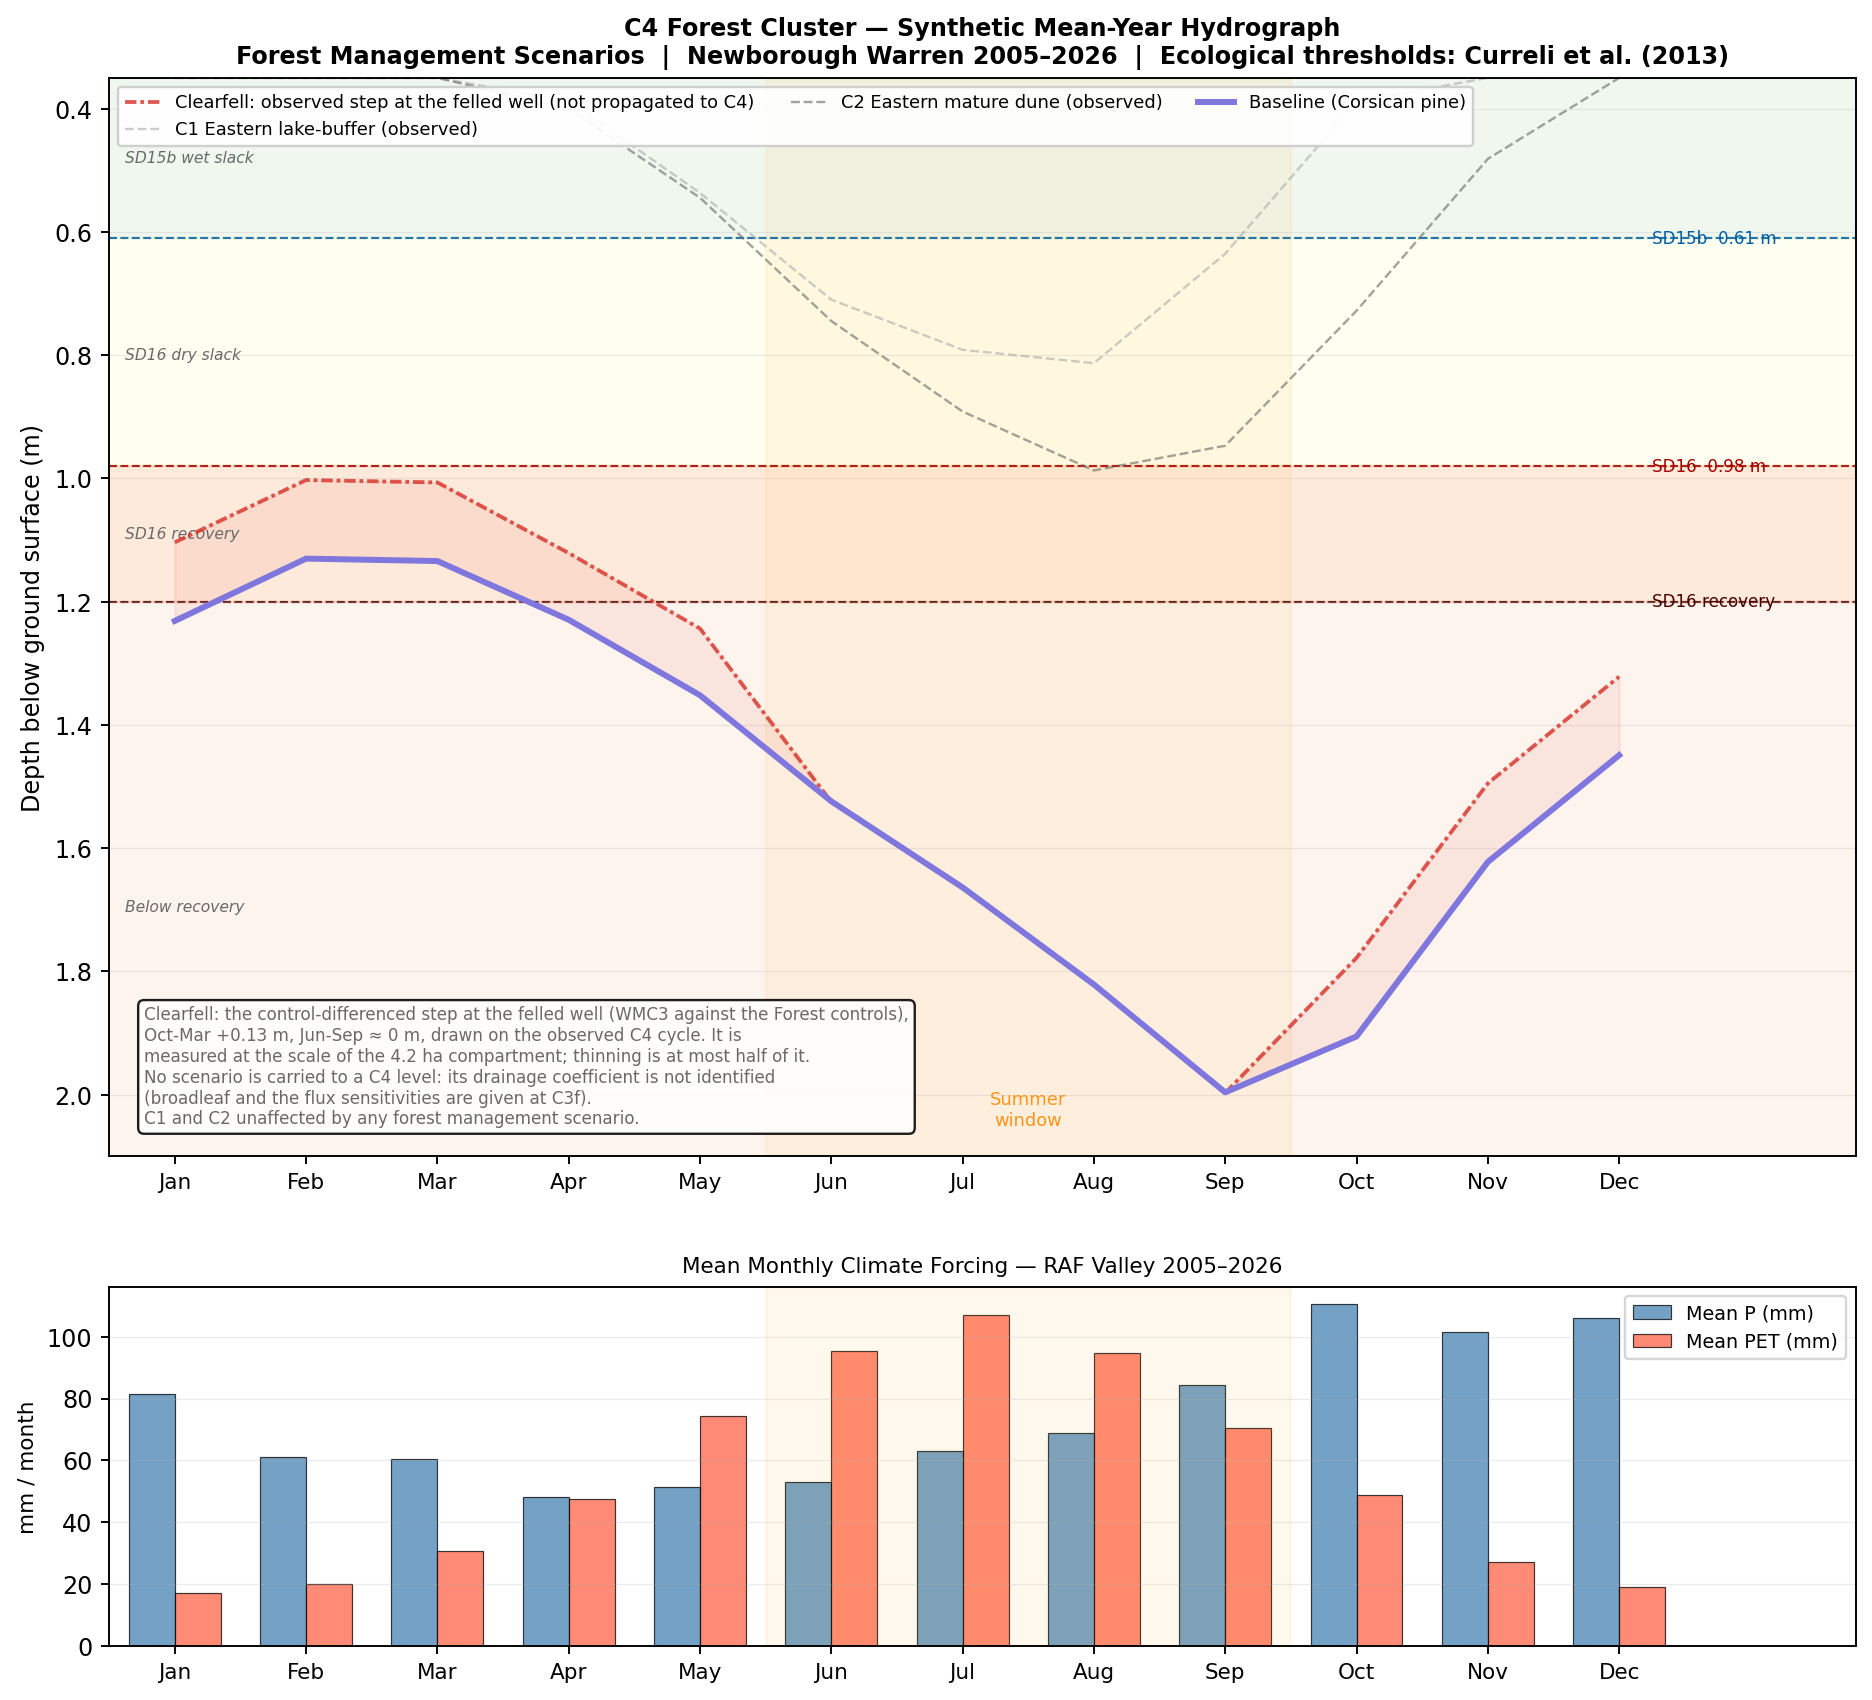 C4 Forest Cluster — Synthetic Mean-Year Hydrograph
Forest Management Scenarios | Newborough Warren 2005–2026 | Ecological thresholds: Curreli et al. (2013)
Clearfell: observed step at the felled well (not propagated to C4)
C1 Eastern lake-buffer (observed)
C2 Eastern mature dune (observed)
Baseline (Corsican pine)
Depth below ground surface (m)
0.4
0.6
0.8
1.0
1.2
1.4
1.6
1.8
2.0
SD15b wet slack
SD15b 0.61 m
SD16 dry slack
SD16 0.98 m
SD16 recovery
SD16 recovery
Below recovery
Clearfell: the control-differenced step at the felled well (WMC3 against the Forest controls),
Oct-Mar +0.13 m, Jun-Sep ≈ 0 m, drawn on the observed C4 cycle. It is
measured at the scale of the 4.2 ha compartment; thinning is at most half of it.
No scenario is carried to a C4 level: its drainage coefficient is not identified
(broadleaf and the flux sensitivities are given at C3f).
C1 and C2 unaffected by any forest management scenario.
Summer
window
Jan Feb Mar Apr May Jun Jul Aug Sep Oct Nov Dec
Mean Monthly Climate Forcing — RAF Valley 2005–2026
Mean P (mm)
Mean PET (mm)
mm / month
100
80
60
40
20
0
Jan Feb Mar Apr May Jun Jul Aug Sep Oct Nov Dec